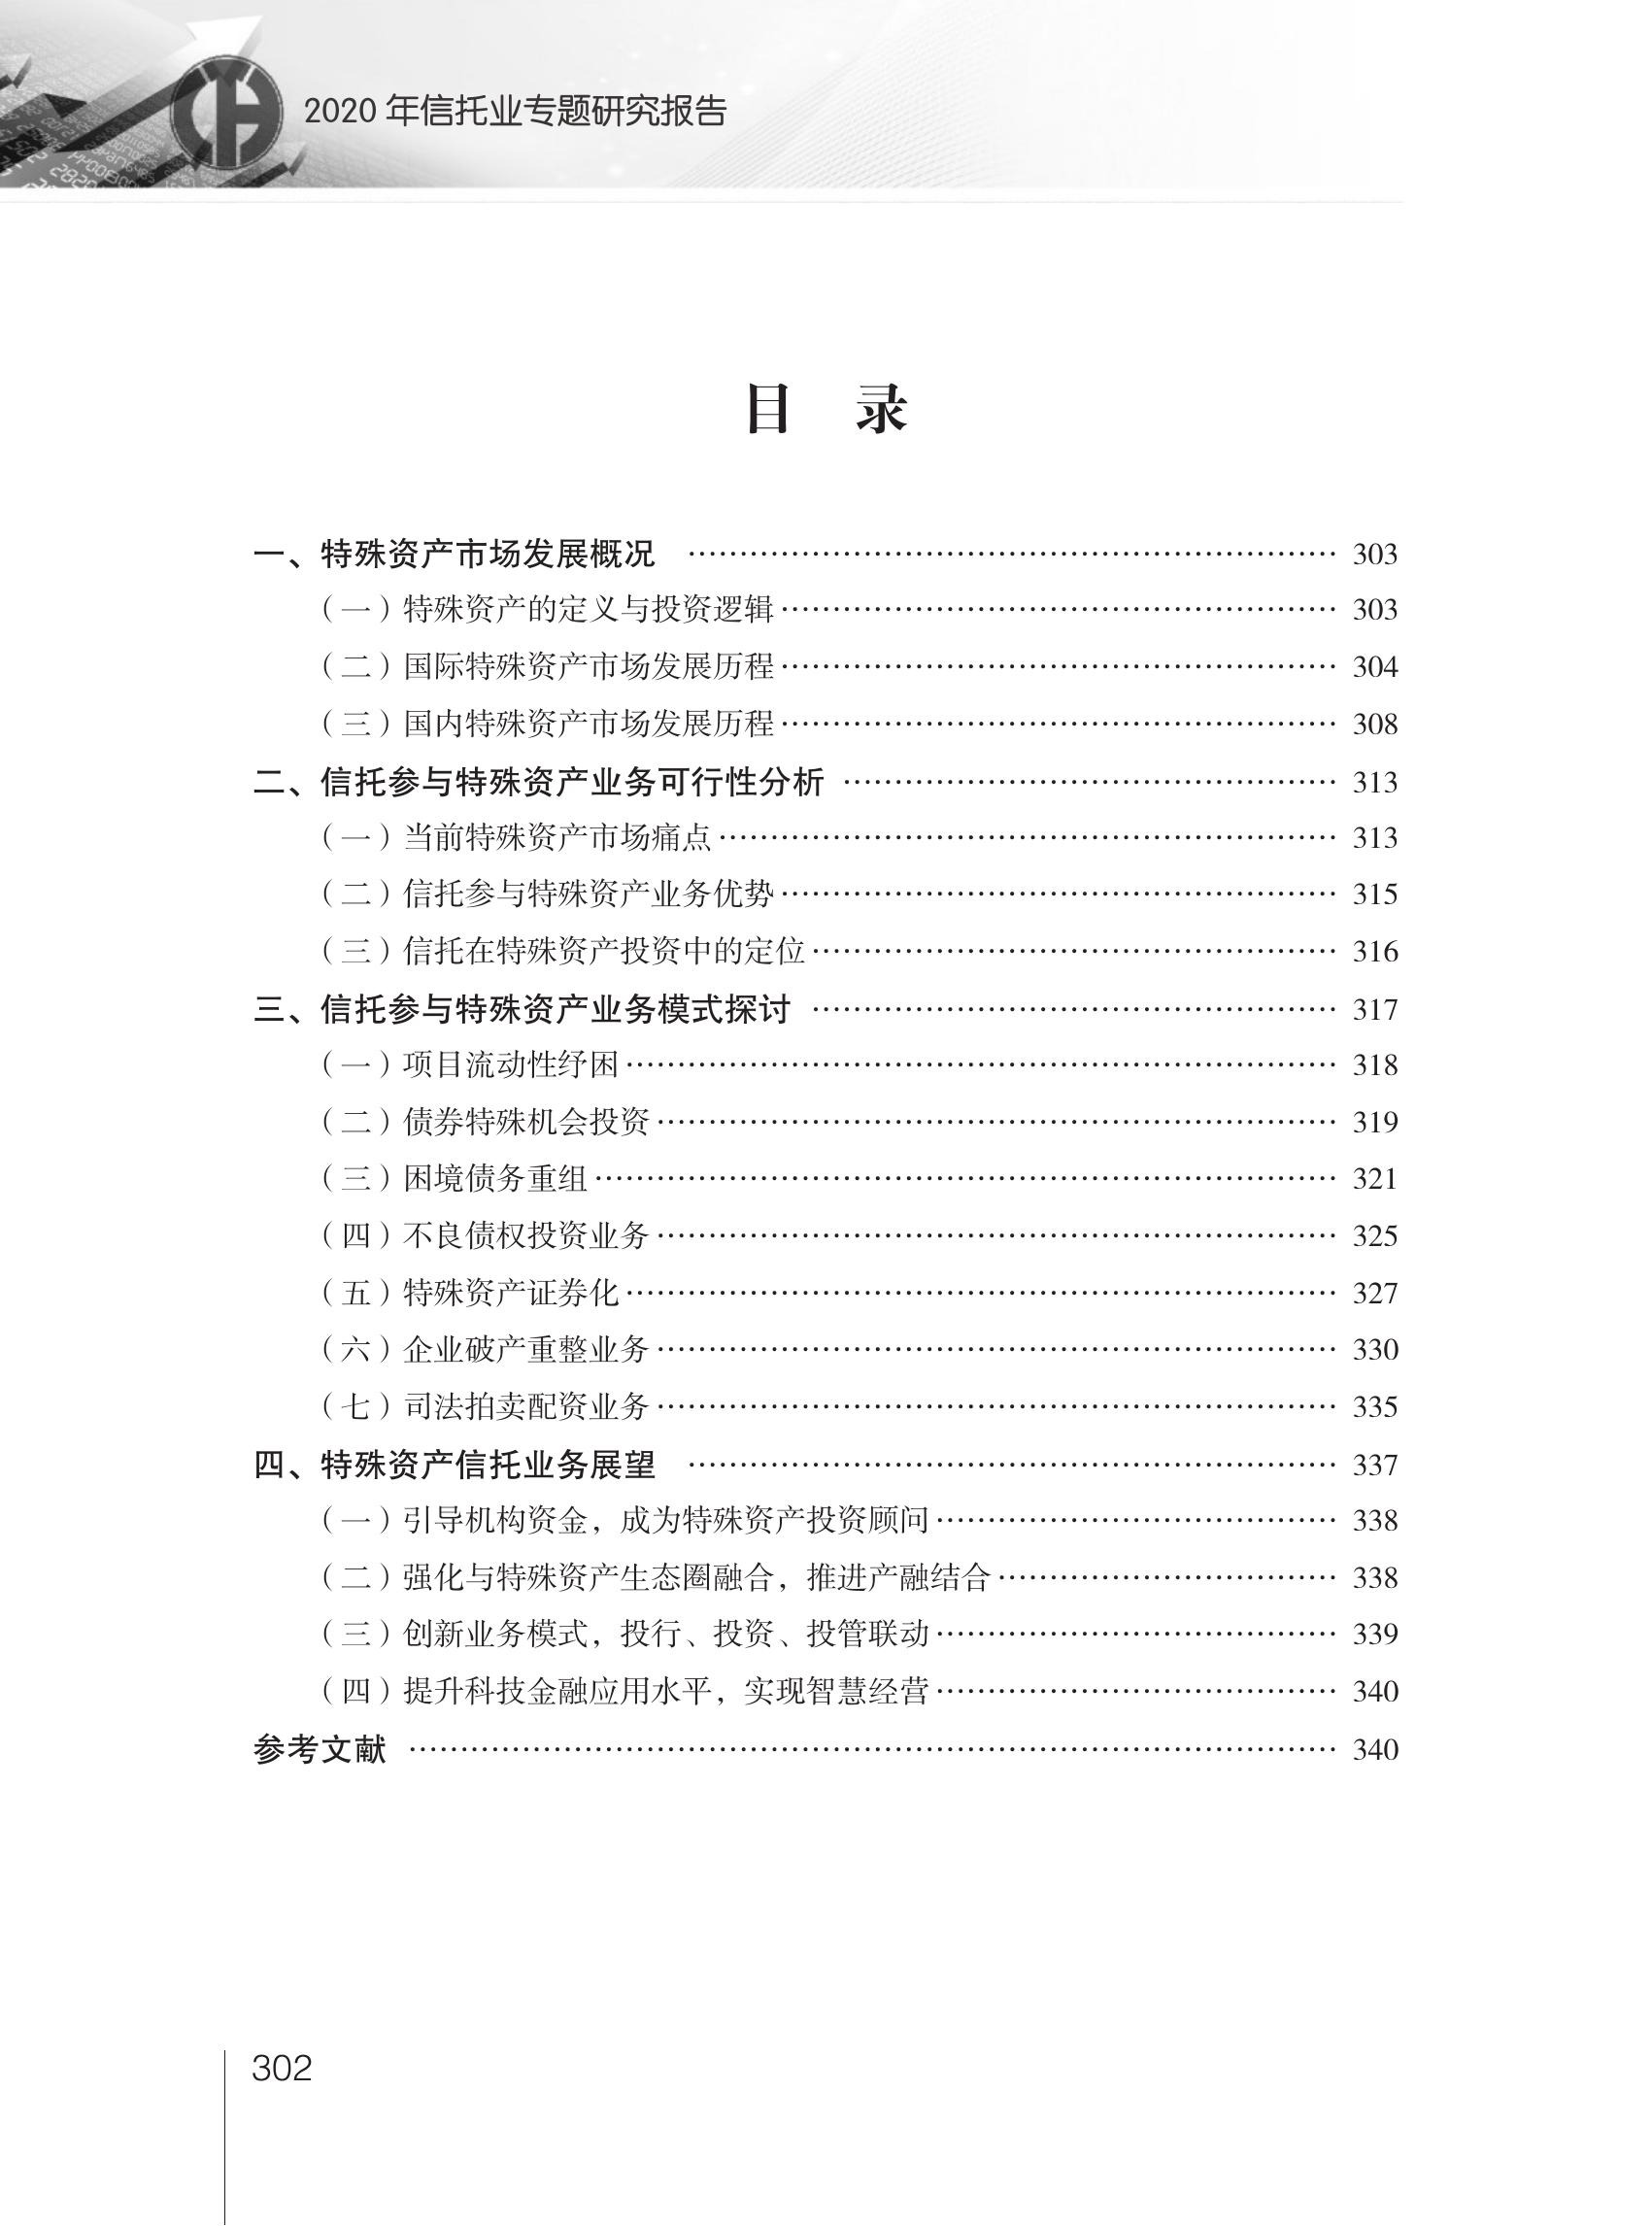 2020 年信托业专题研究报告
目 录
一、特殊资产市场发展概况 …………………………………………………… 303
（一）特殊资产的定义与投资逻辑 …………………………………………… 303
（二）国际特殊资产市场发展历程 …………………………………………… 304
（三）国内特殊资产市场发展历程 …………………………………………… 308
二、信托参与特殊资产业务可行性分析 ……………………………………… 313
（一）当前特殊资产市场痛点 ………………………………………………… 313
（二）信托参与特殊资产业务优势 …………………………………………… 315
（三）信托在特殊资产投资中的定位 ………………………………………… 316
三、信托参与特殊资产业务模式探讨 ………………………………………… 317
（一）项目流动性纾困 ………………………………………………………… 318
（二）债券特殊机会投资 ……………………………………………………… 319
（三）困境债务重组 …………………………………………………………… 321
（四）不良债权投资业务 ……………………………………………………… 325
（五）特殊资产证券化 ………………………………………………………… 327
（六）企业破产重整业务 ……………………………………………………… 330
（七）司法拍卖配资业务 ……………………………………………………… 335
四、特殊资产信托业务展望 …………………………………………………… 337
（一）引导机构资金，成为特殊资产投资顾问 ……………………………… 338
（二）强化与特殊资产生态圈融合，推进产融结合 ………………………… 338
（三）创新业务模式，投行、投资、投管联动 ……………………………… 339
（四）提升科技金融应用水平，实现智慧经营 ……………………………… 340
参考文献 ………………………………………………………………………… 340
302